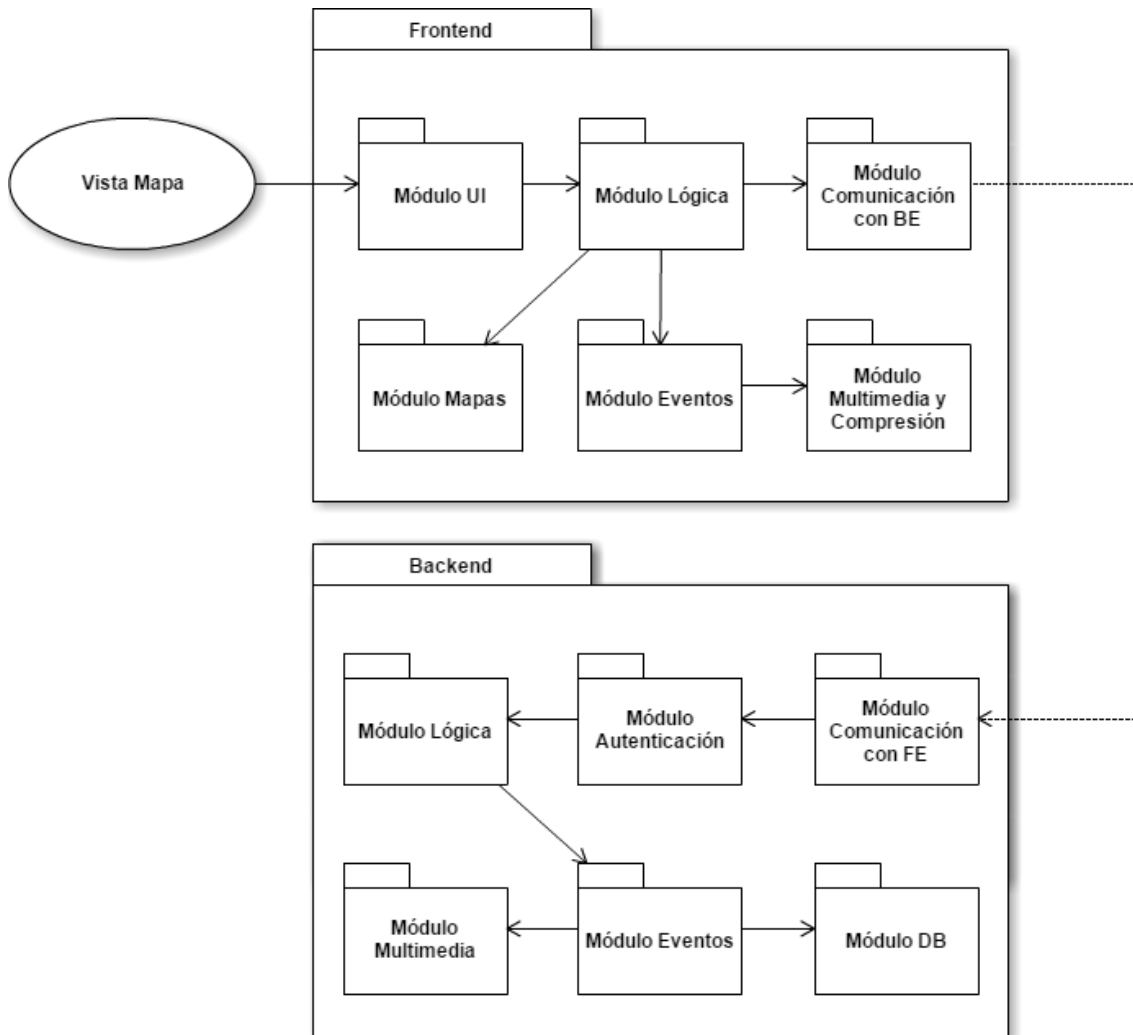 Frontend
Vista Mapa
Módulo UI
Módulo Lógica
Módulo
Comunicación
con BE
Módulo Mapas
Módulo Eventos
Módulo
Multimedia y
Compresión
Backend
Módulo Lógica
Módulo
Autenticación
Módulo
Comunicación
con FE
Módulo
Multimedia
Módulo Eventos
Módulo DB